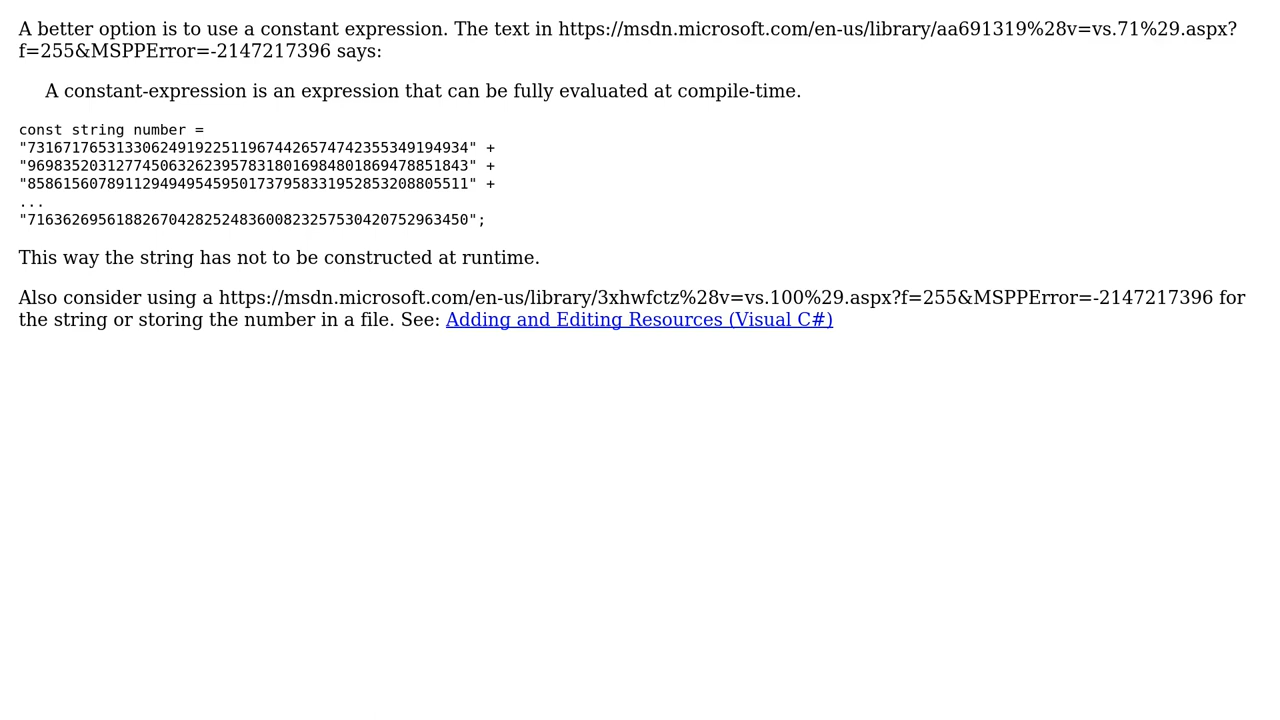 A better option is to use a constant expression. The text in https://msdn.microsoft.com/en-us/library/aa691319%28v=vs.71%29.aspx?
f=255&MSPPError=-2147217396 says:
A constant-expression is an expression that can be fully evaluated at compile-time.
const string number =
"73167176531330624919225119674426574742355349194934" +
"96983520312774506326239578318016984801869478851843" +
"85861560789112949495459501737958331952853208805511" +
...
"71636269561882670428252483600823257530420752963450";
This way the string has not to be constructed at runtime.
Also consider using a https://msdn.microsoft.com/en-us/library/3xhwfctz%28v=vs.100%29.aspx?f=255&MSPPError=-2147217396 for
the string or storing the number in a file. See: Adding and Editing Resources (Visual C#)